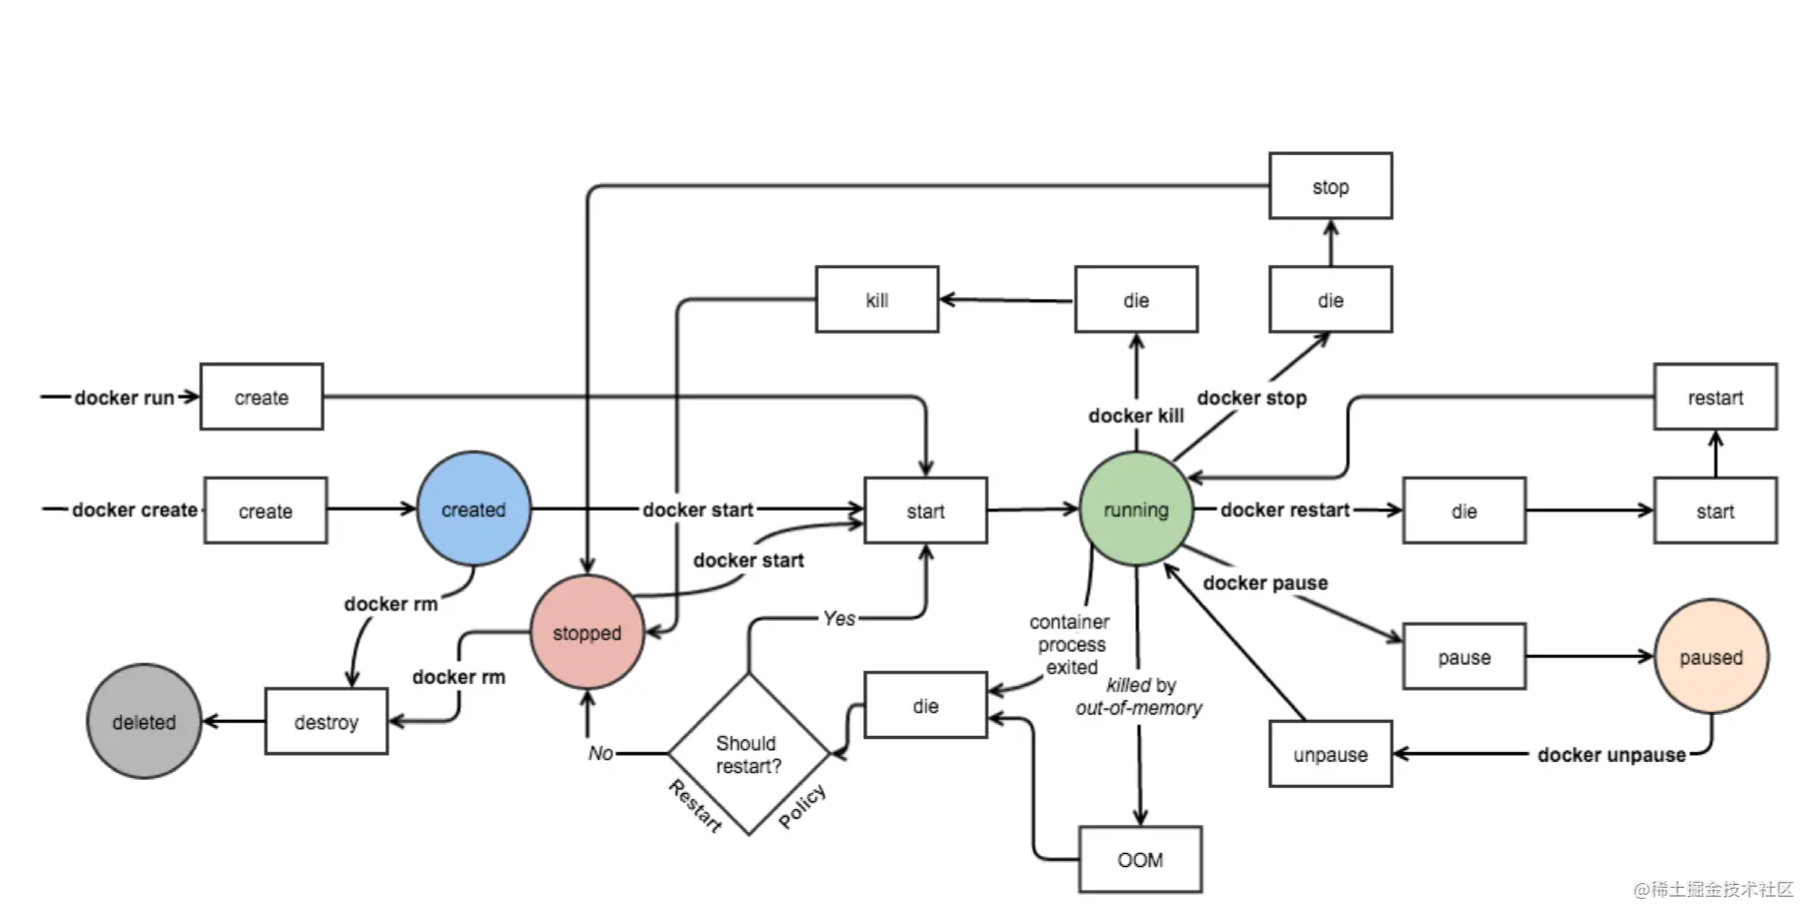 stop
kill
die
die
docker run
create
docker kill
docker stop
restart
docker create
create
created
docker start
start
running
docker restart
die
start
docker start
docker pause
docker rm
stopped
Yes
container
process
exited
pause
paused
docker rm
killed by
out-of-memory
deleted
destroy
die
No
Should
restart?
Restart
Policy
unpause
docker unpause
OOM
@稀土掘金技术社区